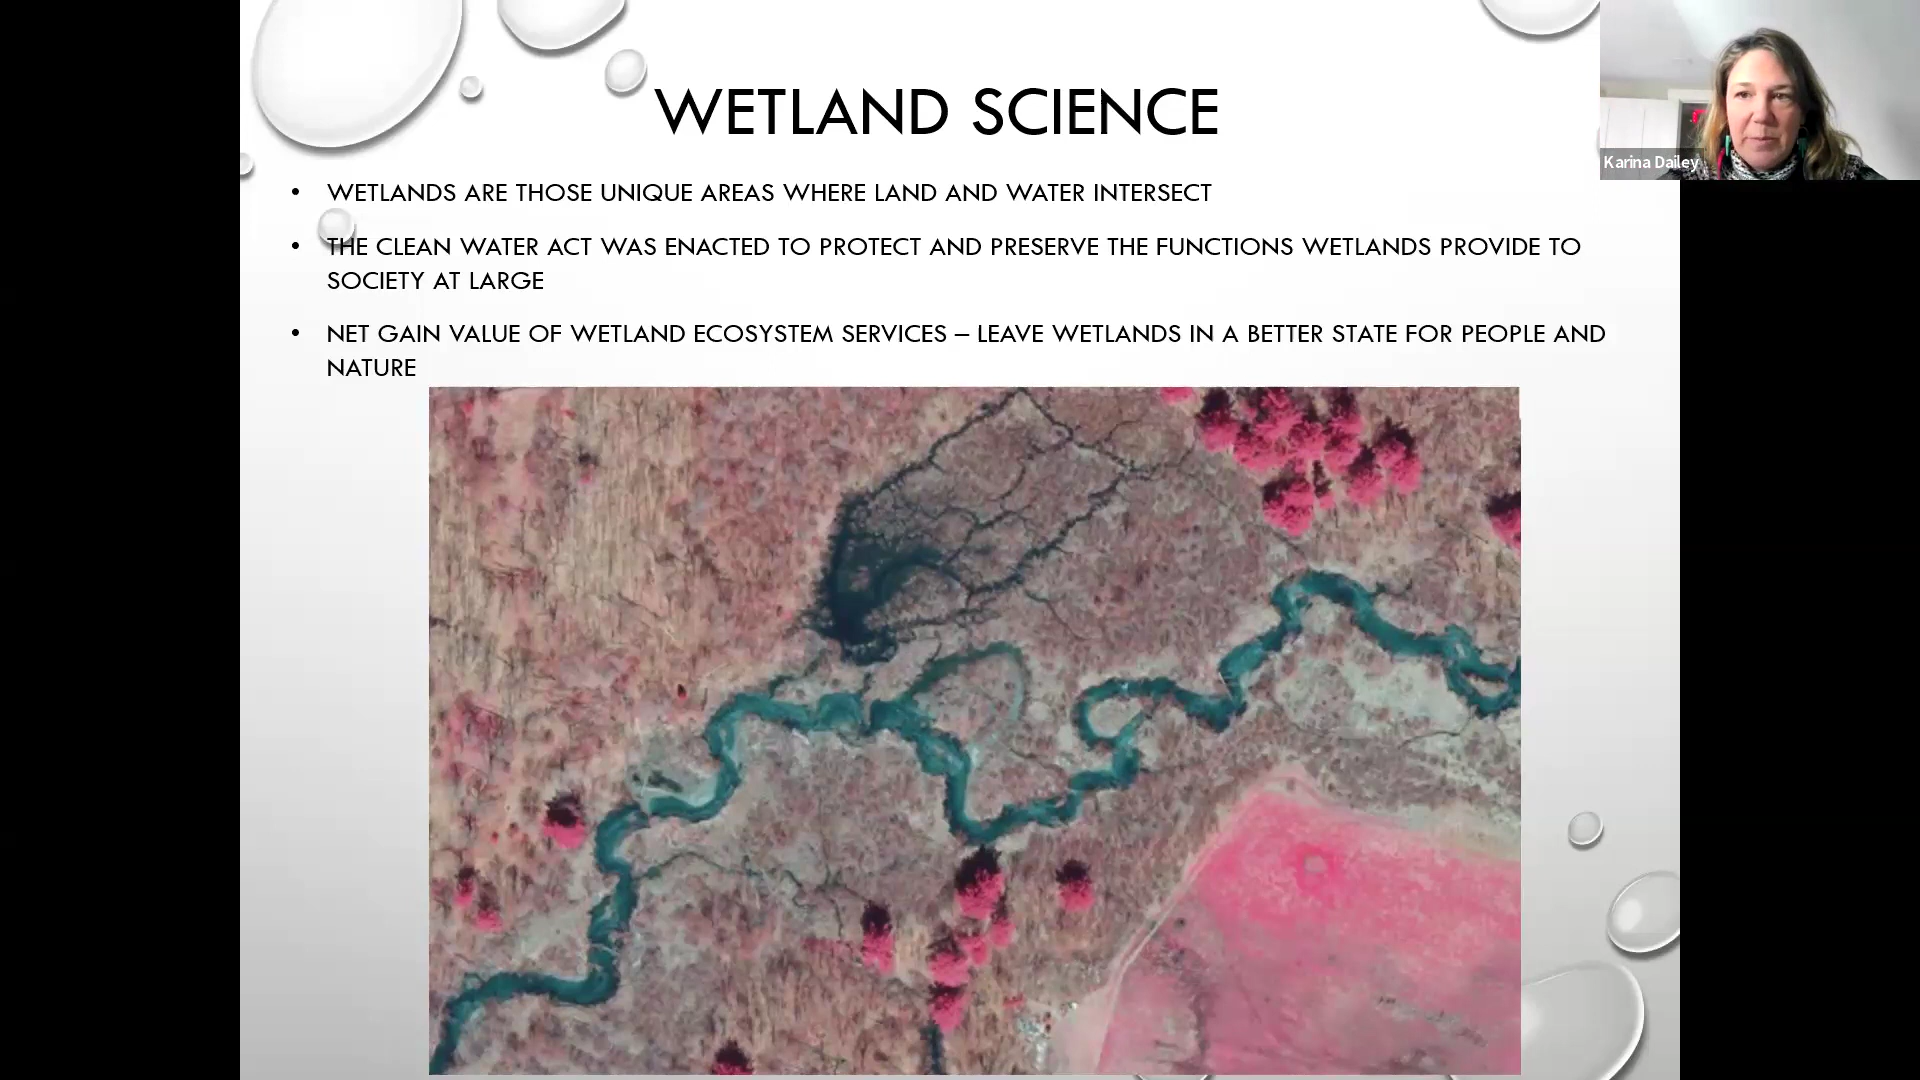 WETLAND SCIENCE
• WETLANDS ARE THOSE UNIQUE AREAS WHERE LAND AND WATER INTERSECT
• THE CLEAN WATER ACT WAS ENACTED TO PROTECT AND PRESERVE THE FUNCTIONS WETLANDS PROVIDE TO
SOCIETY AT LARGE
• NET GAIN VALUE OF WETLAND ECOSYSTEM SERVICES – LEAVE WETLANDS IN A BETTER STATE FOR PEOPLE AND
NATURE
Karina Dailey